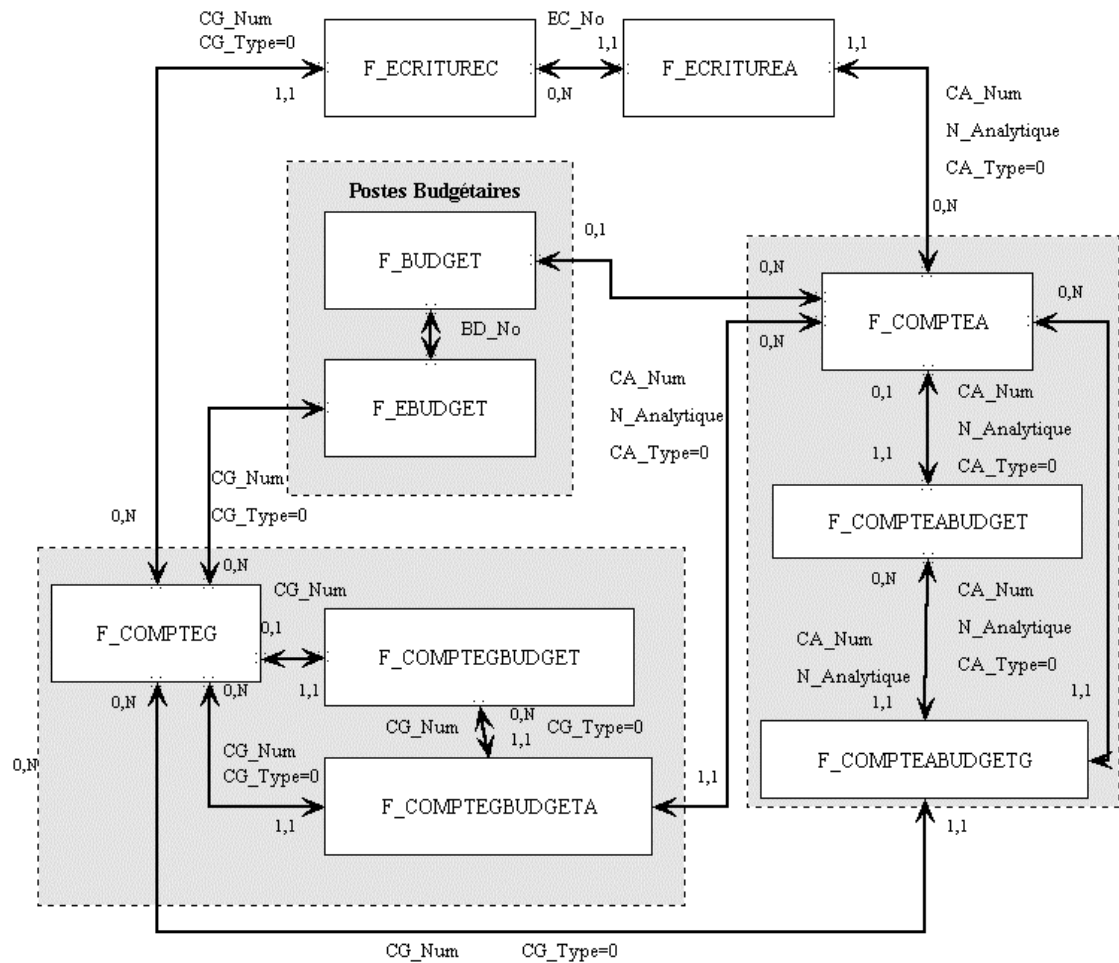 CG_Num
CG_Type=0
1,1
F_ECRITUREC
EC_No
1,1
0,N
F_ECRITUREA
1,1
CA_Num
N_Analytique
CA_Type=0
0,N
Postes Budgétaires
F_BUDGET
0,1
BD_No
F_EBUDGET
CG_Num
CG_Type=0
0,N
0,N
0,N
F_COMPTEA
0,N
0,N
CA_Num
N_Analytique
CA_Type=0
0,1
CA_Num
N_Analytique
CA_Type=0
1,1
F_COMPTEABUDGET
0,N
CA_Num
N_Analytique
CA_Type=0
CA_Num
N_Analytique
1,1
1,1
F_COMPTEABUDGETG
1,1
F_COMPTEG
CG_Num
0,1
1,1
F_COMPTEGBUDGET
0,N
0,N
CG_Num
0,N
CG_Type=0
1,1
CG_Num
CG_Type=0
1,1
F_COMPTEGBUDGETA
1,1
0,N
CG_Num
CG_Type=0